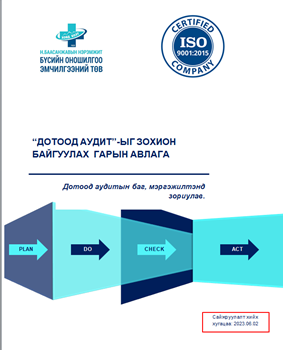 Н.БААСАНЖАВЫН НЭРЭМЖИТ
БҮСИЙН ОНОШИЛГОО
ЭМЧИЛГЭЭНИЙ ТӨВ
CERTIFIED
ISO
9001:2015
COMPANY
“ДОТООД АУДИТ”-ЫГ ЗОХИОН
БАЙГУУЛАХ ГАРЫН АВЛАГА
Дотоод аудитын баг, мэргэжилтэнд
зориулав.
PLAN
DO
CHECK
ACT
Сайжруулалт хийх
хугацаа: 2023.06.02